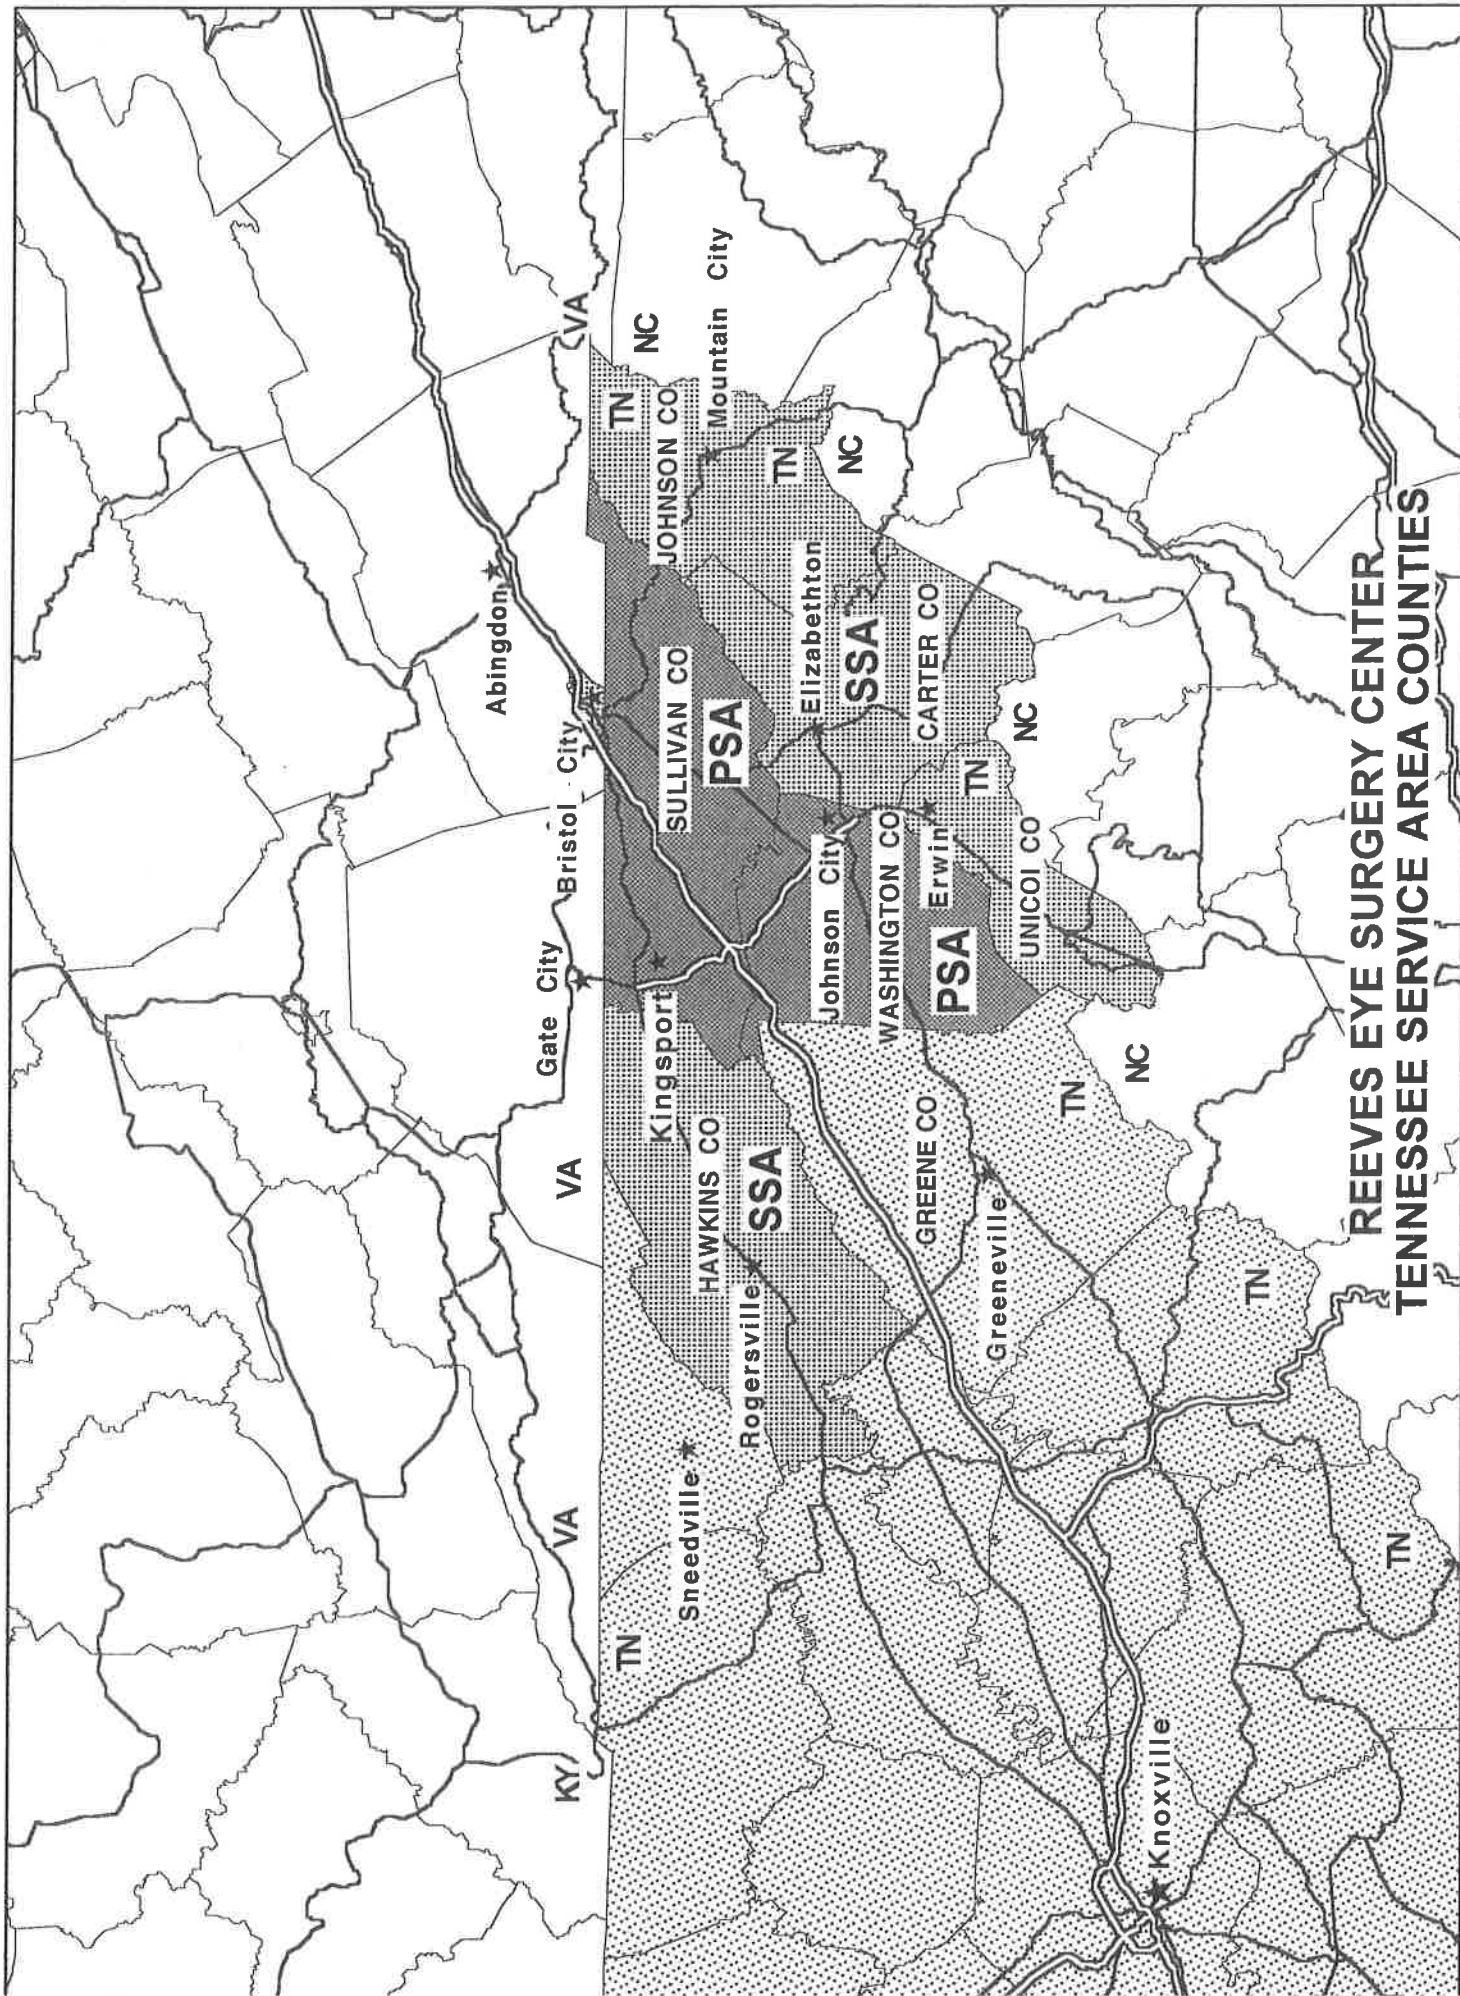 KY
VA
VA
Gate City
Bristol City
Abingdon
VA
TN
Sneedville
HAWKINS CO
SSA
Rogersville
Kingsport
SULLIVAN CO
PSA
JOHNSON CO
TN
NC
Mountain City
TN
NC
Elizabethton
SSA
CARTER CO
Johnson City
WASHINGTON CO
PSA
Erwin
TN
NC
UNICOI CO
GREENE CO
Greeneville
TN
NC
TN
TN
Knoxville
REEVES EYE SURGERY CENTER
TENNESSEE SERVICE AREA COUNTIES